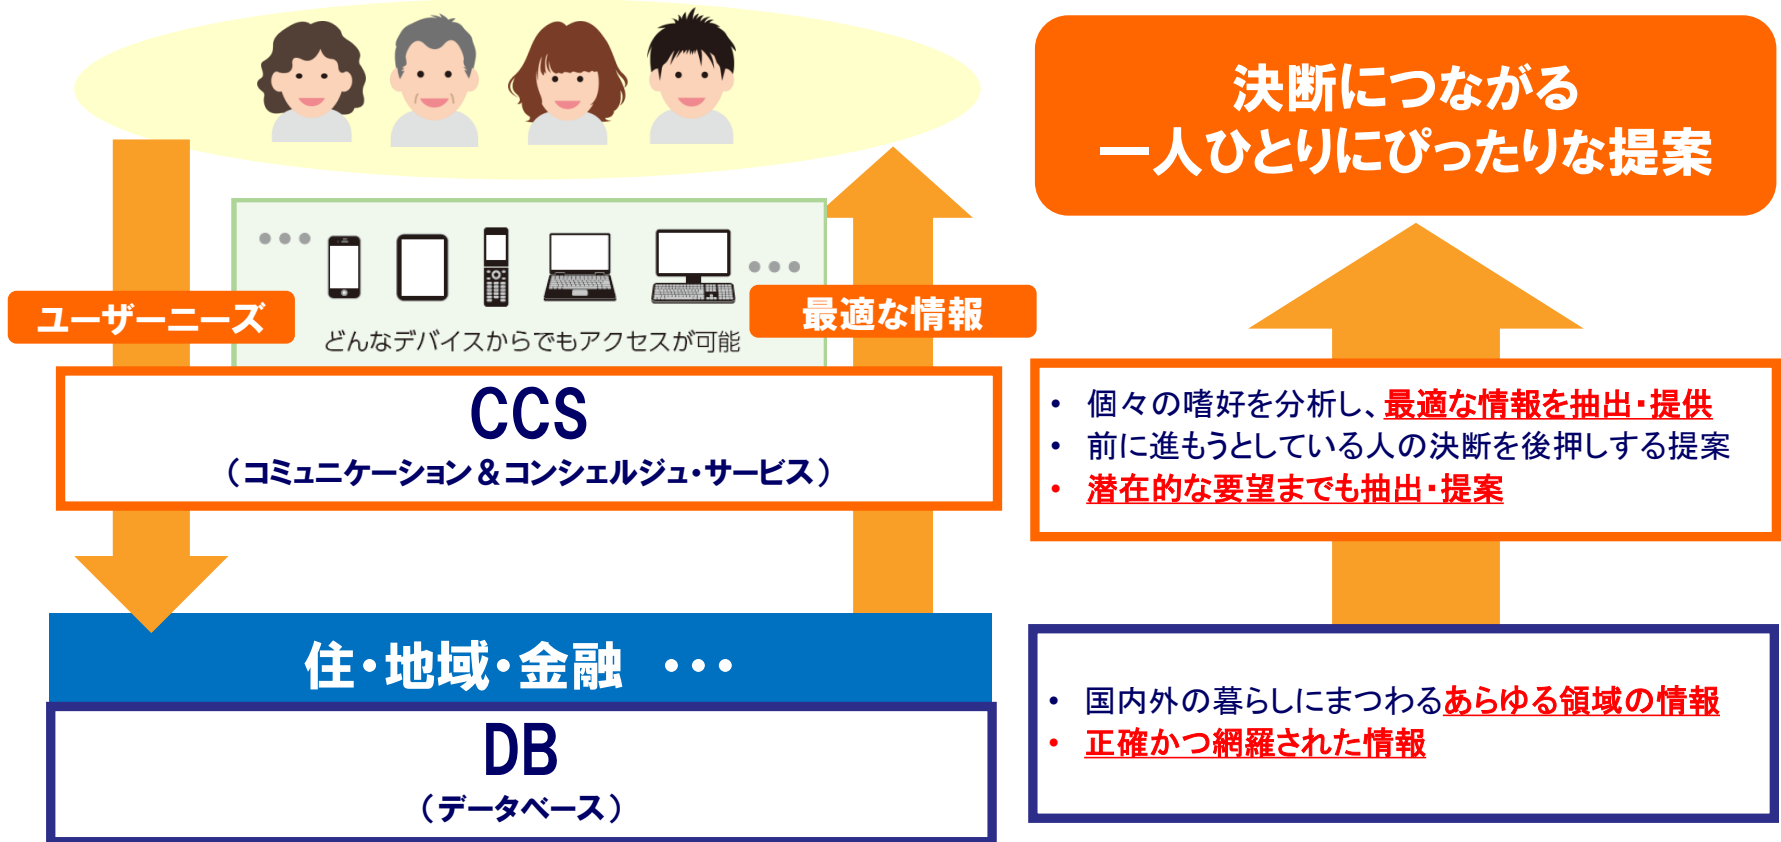 決断につながる
一人ひとりにぴったりな提案
ユーザーニーズ
最適な情報
どんなデバイスからでもアクセスが可能
CCS
（コミュニケーション＆コンシェルジュ・サービス）
• 個々の嗜好を分析し、最適な情報を抽出・提供
• 前に進もうとしている人の決断を後押しする提案
• 潜在的な要望までも抽出・提案
住・地域・金融 ・・・
DB
（データベース）
• 国内外の暮らしにまつわるあらゆる領域の情報
• 正確かつ網羅された情報